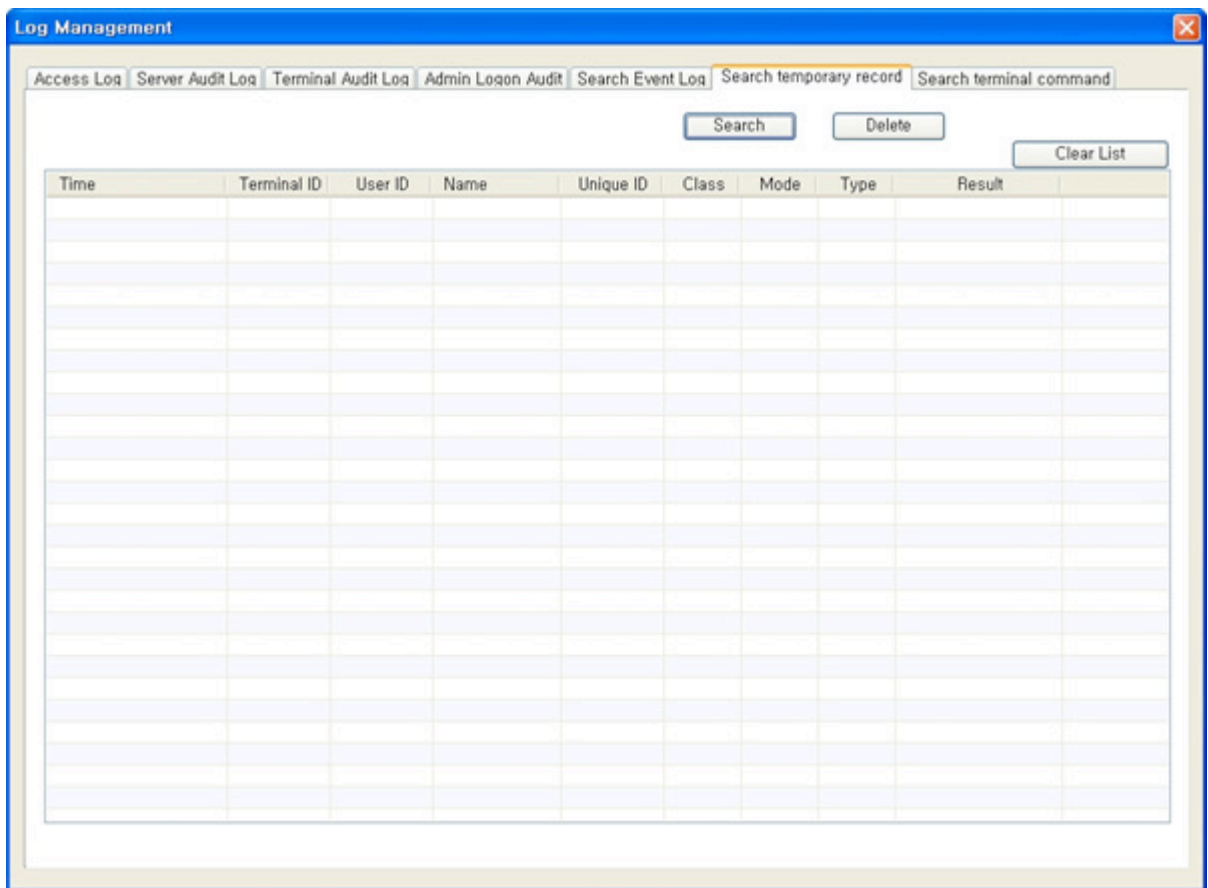 Log Management
Access Log Server Audit Log Terminal Audit Log Admin Logon Audit Search Event Log Search temporary record Search terminal command
Search Delete
Clear List
Time Terminal ID User ID Name Unique ID Class Mode Type Result